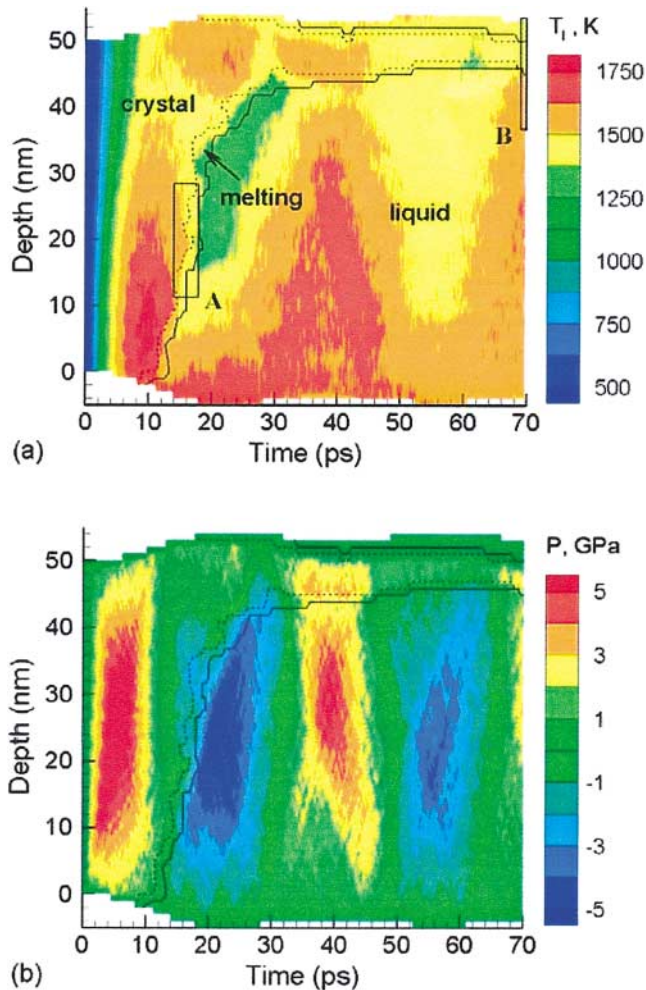 T_l, K
50
40
30
20
10
0
Depth (nm)
crystal
melting
liquid
A
B
1750
1500
1250
1000
750
500
0 10 20 30 40 50 60 70
Time (ps)
(a)
P, GPa
50
40
30
20
10
0
Depth (nm)
5
3
1
-1
-3
-5
0 10 20 30 40 50 60 70
Time (ps)
(b)